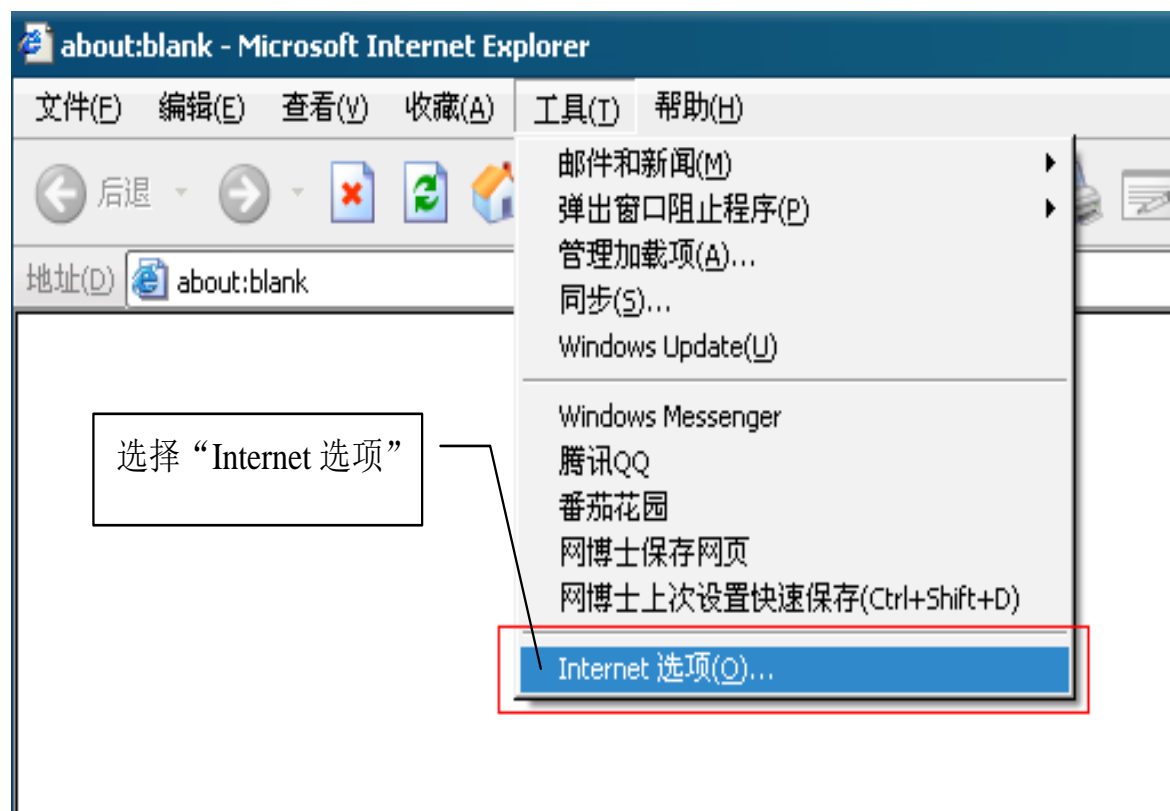 about:blank - Microsoft Internet Explorer
文件(F) 编辑(E) 查看(V) 收藏(A) 工具(T) 帮助(H)
后退
地址(D) about:blank
邮件和新闻(M)
弹出窗口阻止程序(P)
管理加载项(A)...
同步(S)...
Windows Update(U)
Windows Messenger
腾讯QQ
番茄花园
网博士保存网页
网博士上次设置快速保存(Ctrl+Shift+D)
Internet 选项(O)...
选择“Internet 选项”